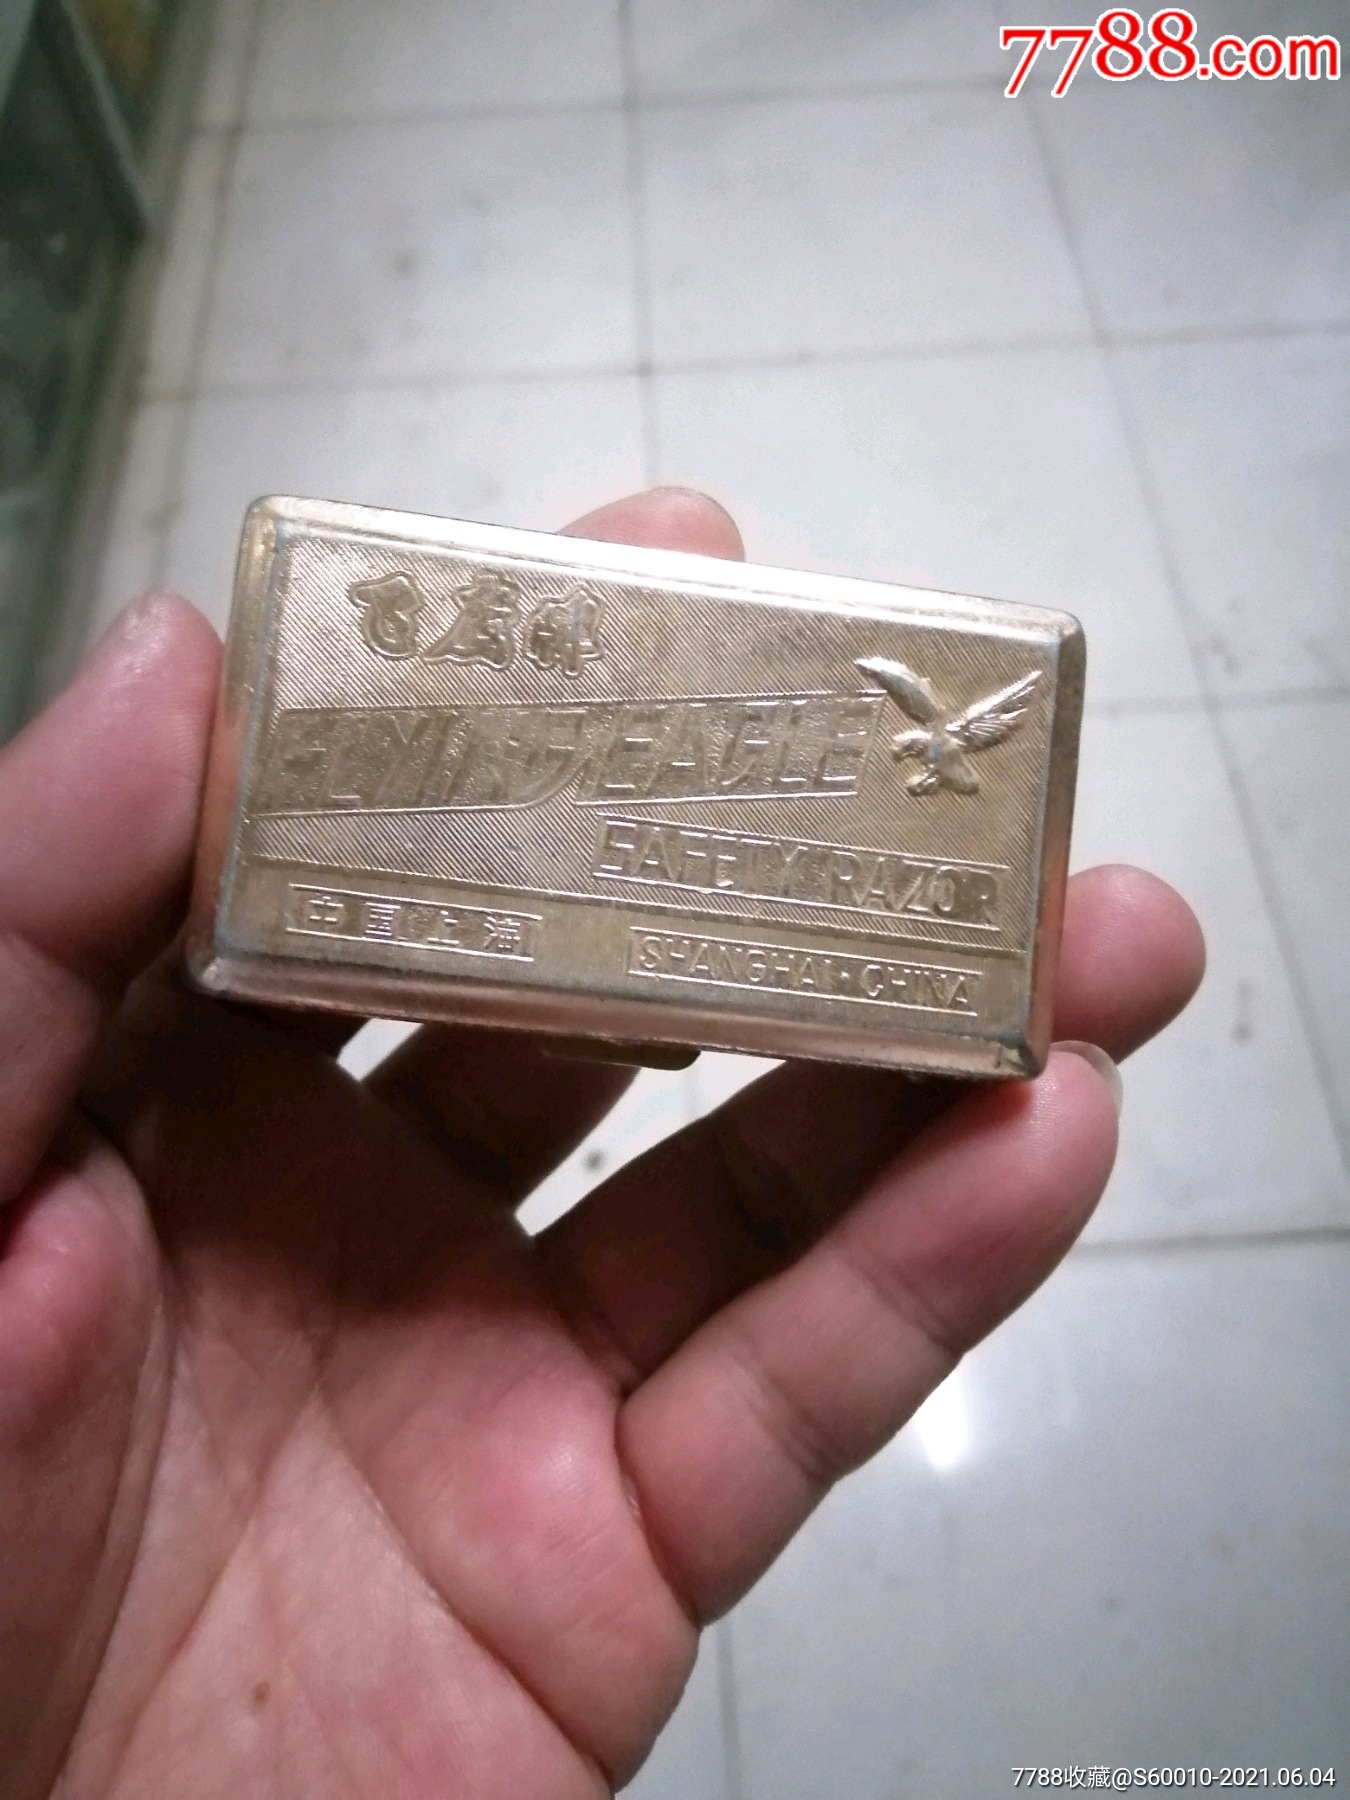 7788.com
飞鹰牌
FLYING EAGLE
SAFETY RAZOR
中国上海
SHANGHAI·CHINA
7788收藏@S60010-2021.06.04